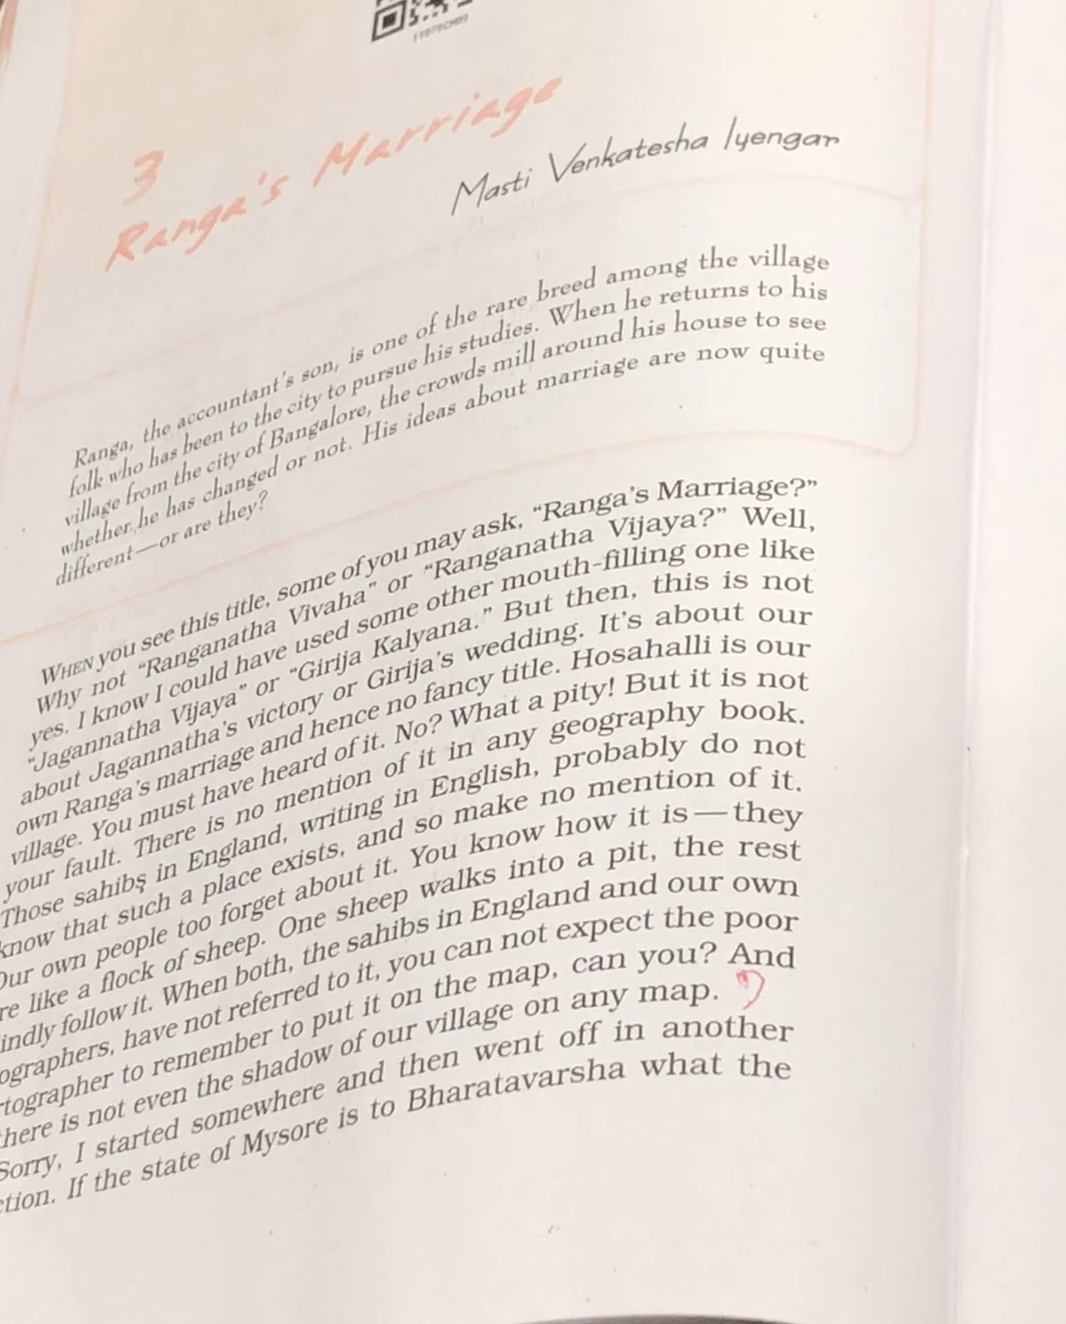 3
Ranga's Marriage
Masti Venkatesha Iyengar
Ranga, the accountant's son, is one of the rare breed among the village
folk who has been to the city to pursue his studies. When he returns to his
village from the city of Bangalore, the crowds mill around his house to see
whether he has changed or not. His ideas about marriage are now quite
different—or are they?
WHEN you see this title, some of you may ask, “Ranga's Marriage?”
Why not “Ranganatha Vivaha” or “Ranganatha Vijaya?” Well,
yes. I know I could have used some other mouth-filling one like
“Jagannatha Vijaya” or “Girija Kalyana.” But then, this is not
about Jagannatha's victory or Girija's wedding. It's about our
own Ranga's marriage and hence no fancy title. Hosahalli is our
village. You must have heard of it. No? What a pity! But it is not
your fault. There is no mention of it in any geography book.
Those sahibs in England, writing in English, probably do not
know that such a place exists, and so make no mention of it.
Our own people too forget about it. You know how it is — they
re like a flock of sheep. One sheep walks into a pit, the rest
indly follow it. When both, the sahibs in England and our own
ographers, have not referred to it, you can not expect the poor
rtographer to remember to put it on the map, can you? And
here is not even the shadow of our village on any map.
Sorry, I started somewhere and then went off in another
ction. If the state of Mysore is to Bharatavarsha what the